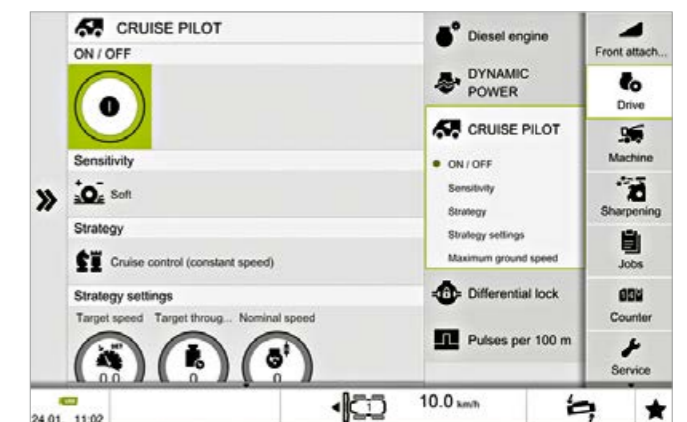 CRUISE PILOT
ON / OFF
Sensitivity
Soft
Strategy
Cruise control (constant speed)
Strategy settings
Target speed Target throug... Nominal speed
SET
0.0 0 0
Diesel engine
DYNAMIC
POWER
CRUISE PILOT
ON / OFF
Sensitivity
Strategy
Strategy settings
Maximum ground speed
Differential lock
Pulses per 100 m
Front attach...
Drive
Machine
Sharpening
Jobs
Counter
Service
24.01. 11:02
1
10.0 km/h